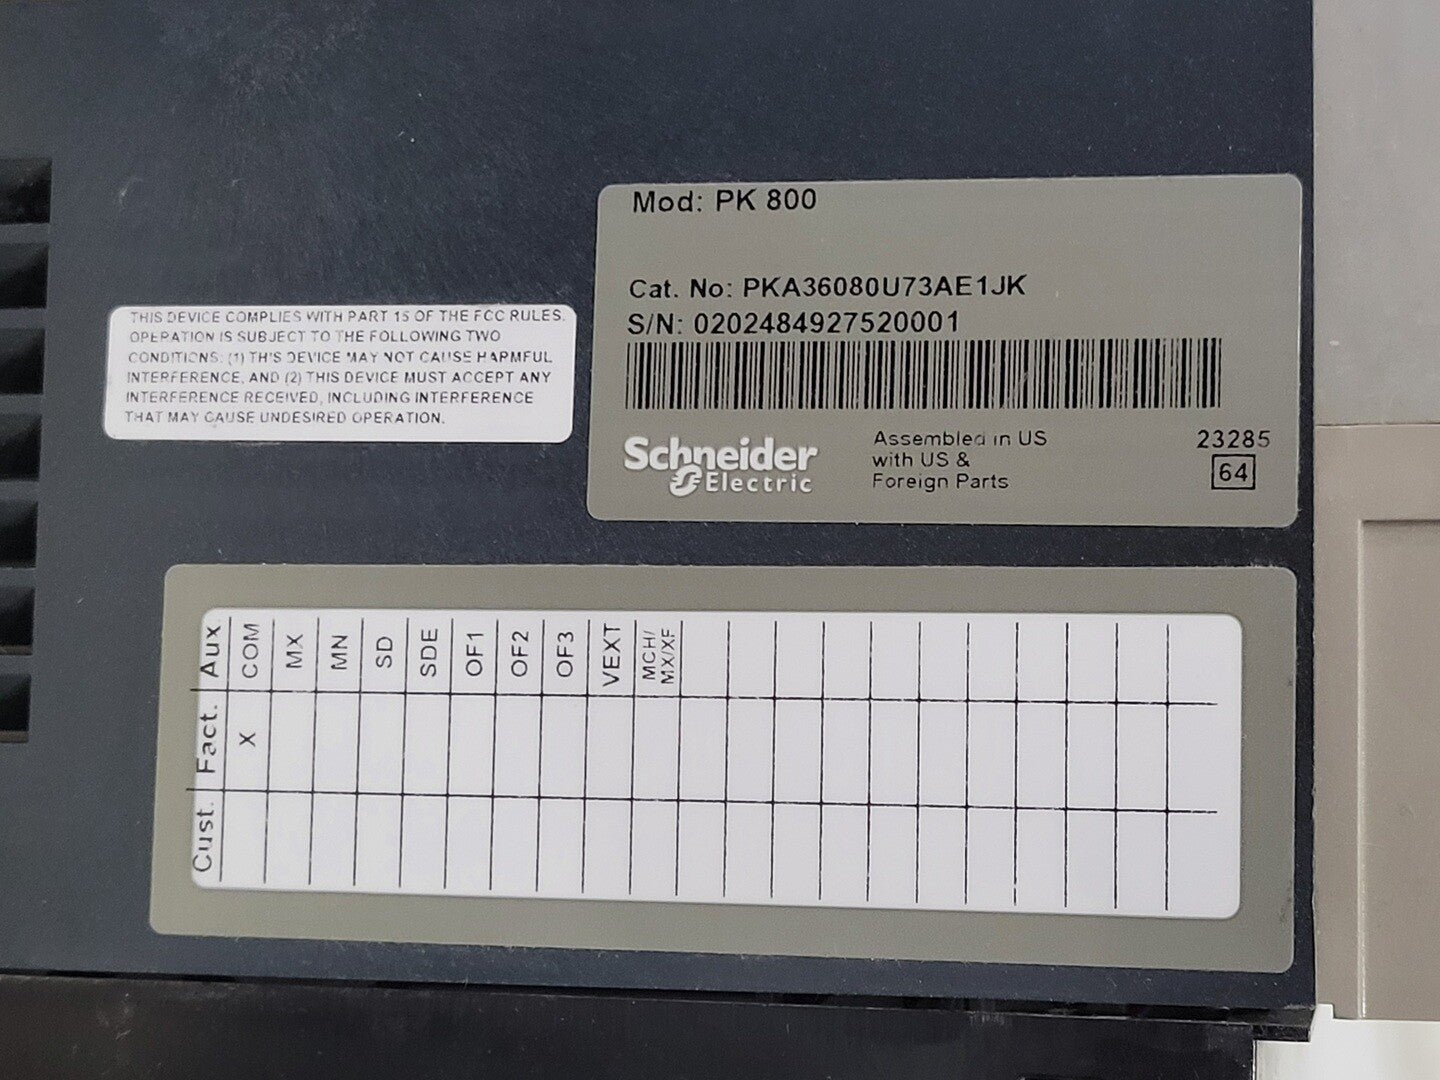 Mod: PK 800
Cat. No: PKA36080U73AE1JK
S/N: 0202484927520001
Schneider
Electric
Assembled in US
with US &
Foreign Parts
23285
64
THIS DEVICE COMPLIES WITH PART 15 OF THE FCC RULES.
OPERATION IS SUBJECT TO THE FOLLOWING TWO
CONDITIONS: (1) THIS DEVICE MAY NOT CAUSE HARMFUL
INTERFERENCE, AND (2) THIS DEVICE MUST ACCEPT ANY
INTERFERENCE RECEIVED, INCLUDING INTERFERENCE
THAT MAY CAUSE UNDESIRED OPERATION.
Cust. Fact. Aux
X COM
MX
MN
SD
SDE
OF1
OF2
OF3
VEXT
MCH/
MX/XF